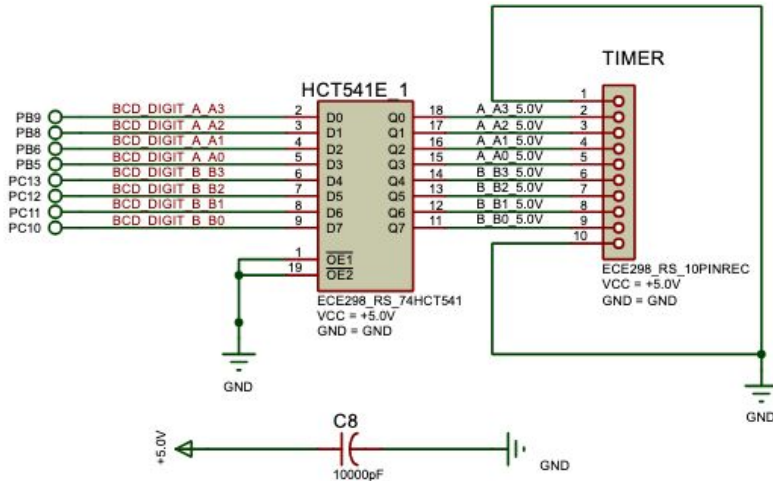 TIMER
HCT541E_1
PB9 BCD_DIGIT_A_A3 2 D0 Q0 18 A_A3_5.0V
PB8 BCD_DIGIT_A_A2 3 D1 Q1 17 A_A2_5.0V
PB6 BCD_DIGIT_A_A1 4 D2 Q2 16 A_A1_5.0V
PB5 BCD_DIGIT_A_A0 5 D3 Q3 15 A_A0_5.0V
PC13 BCD_DIGIT_B_B3 6 D4 Q4 14 B_B3_5.0V
PC12 BCD_DIGIT_B_B2 7 D5 Q5 13 B_B2_5.0V
PC11 BCD_DIGIT_B_B1 8 D6 Q6 12 B_B1_5.0V
PC10 BCD_DIGIT_B_B0 9 D7 Q7 11 B_B0_5.0V
1 OE1
19 OE2
ECE298_RS_74HCT541
VCC = +5.0V
GND = GND
1
2
3
4
5
6
7
8
9
10
ECE298_RS_10PINREC
VCC = +5.0V
GND = GND
GND
GND
C8
+5.0V
10000pF
GND